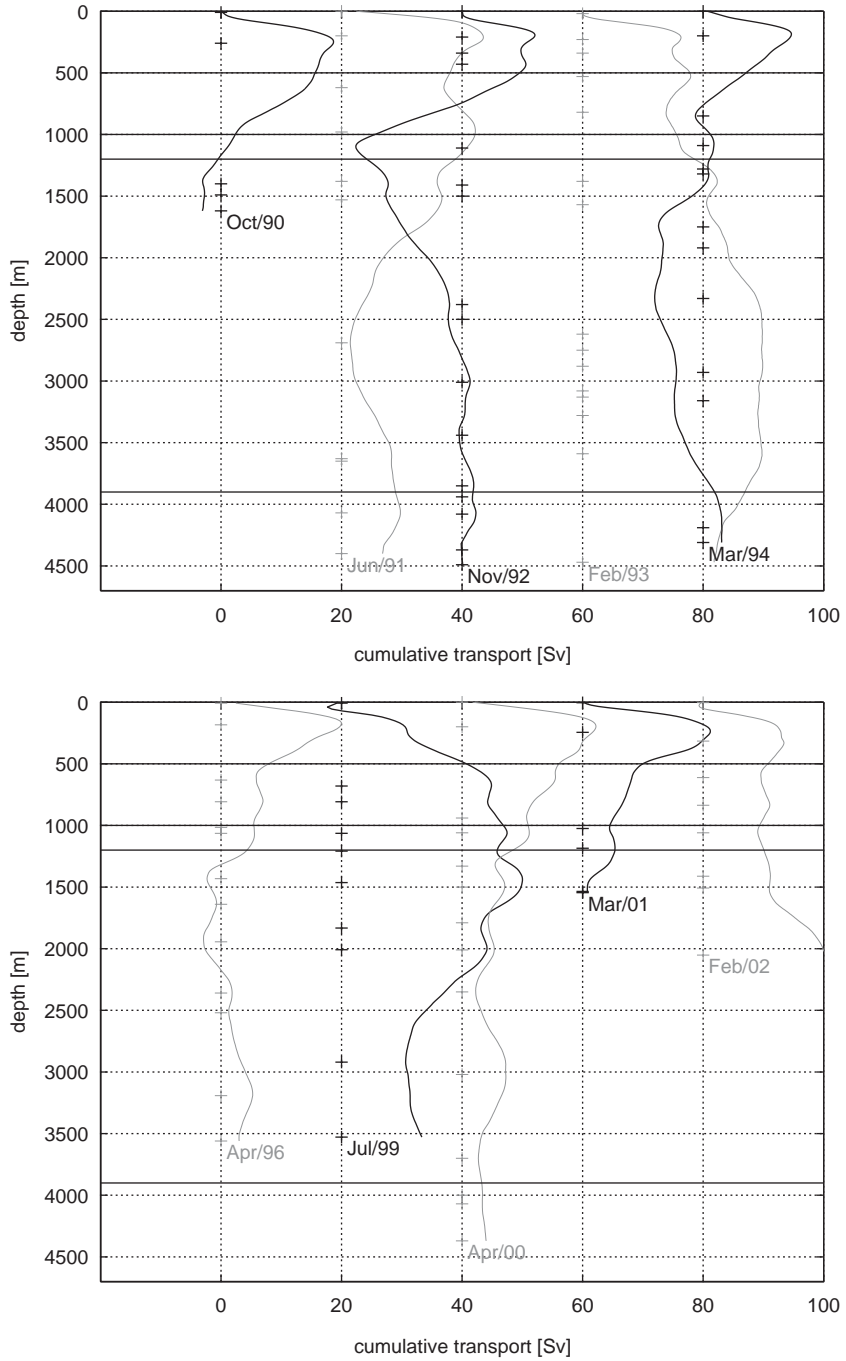 0
500
1000
1500
2000
2500
3000
3500
4000
4500
depth [m]
Oct/90
Jun/91
Nov/92
Feb/93
Mar/94
0 20 40 60 80 100
cumulative transport [Sv]
0
500
1000
1500
2000
2500
3000
3500
4000
4500
depth [m]
Mar/01
Feb/02
Apr/96
Jul/99
Apr/00
0 20 40 60 80 100
cumulative transport [Sv]